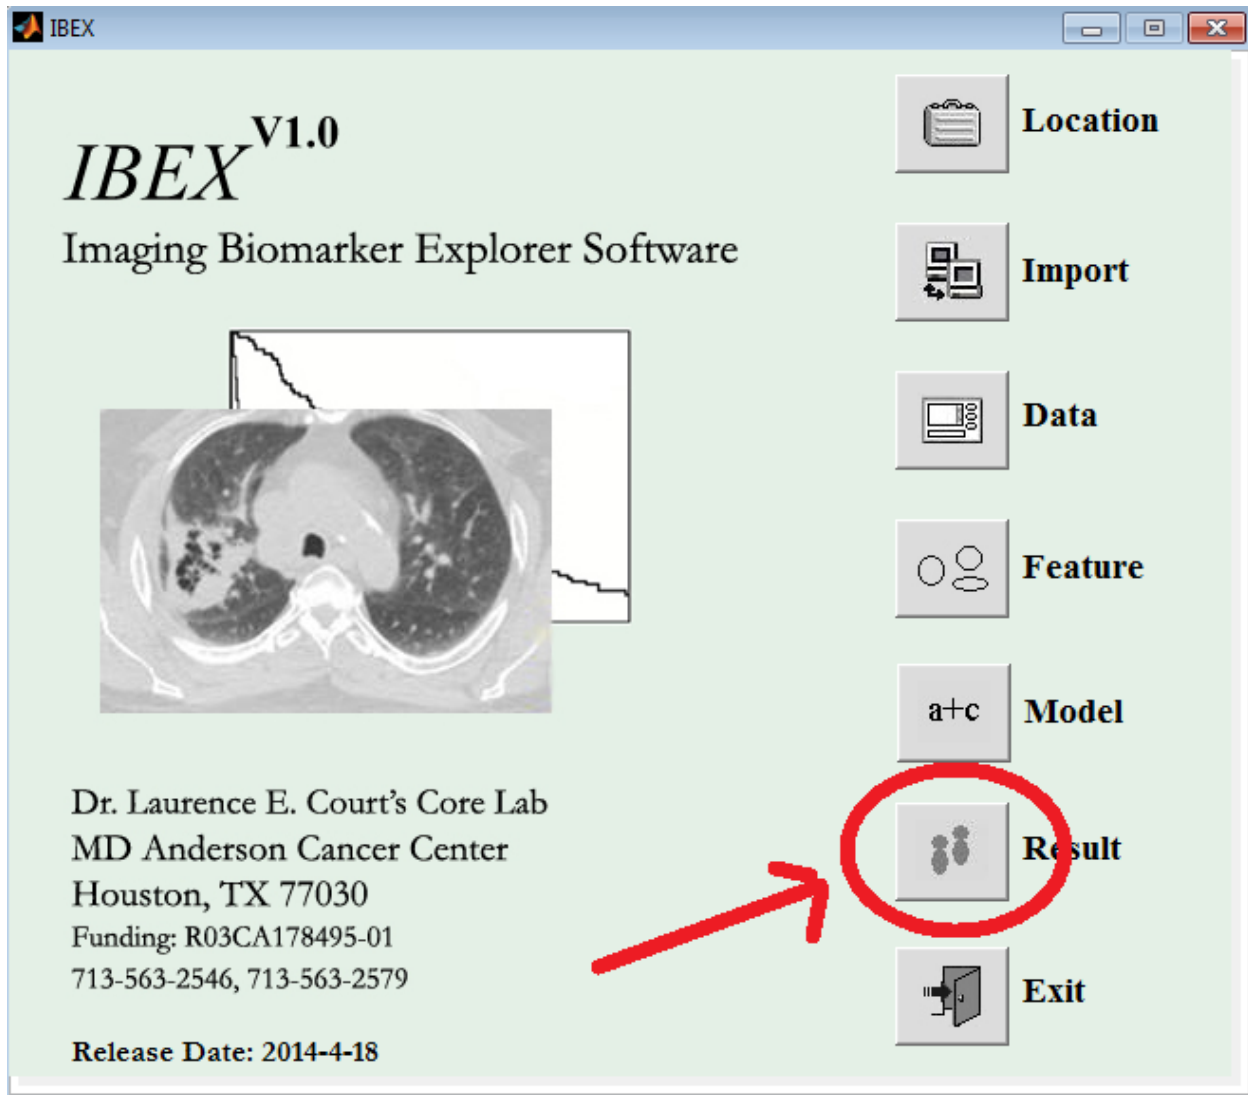 IBEX
IBEX V1.0
Imaging Biomarker Explorer Software
Dr. Laurence E. Court's Core Lab
MD Anderson Cancer Center
Houston, TX 77030
Funding: R03CA178495-01
713-563-2546, 713-563-2579
Release Date: 2014-4-18
Location
Import
Data
Feature
a+c Model
Result
Exit